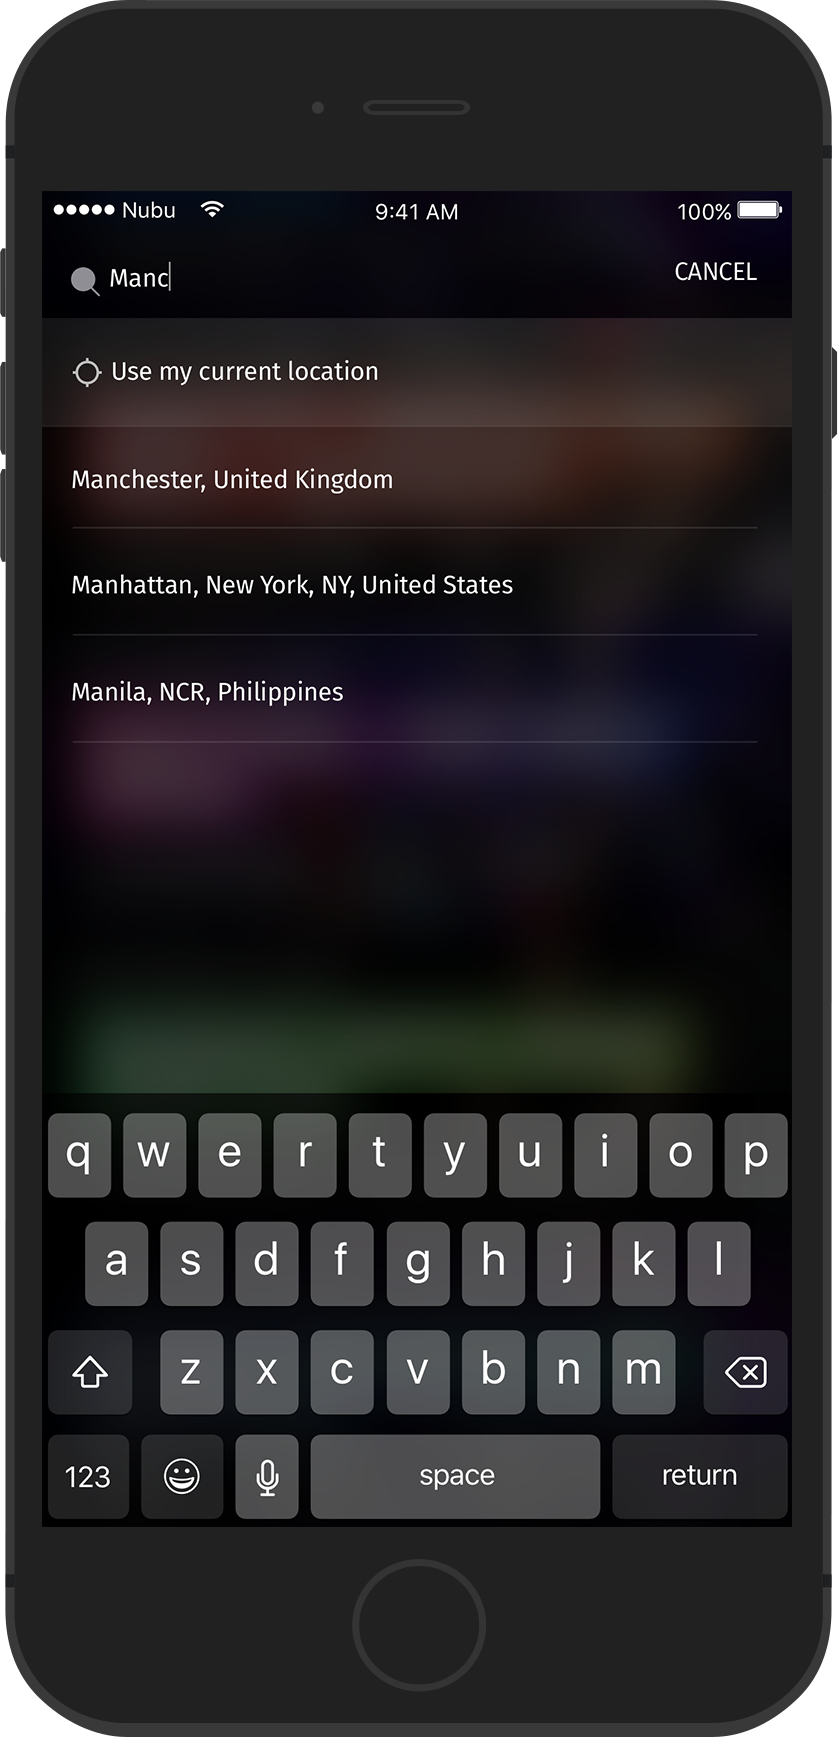 Nubu 9:41 AM 100%
Manc CANCEL
Use my current location
Manchester, United Kingdom
Manhattan, New York, NY, United States
Manila, NCR, Philippines
q w e r t y u i o p
a s d f g h j k l
z x c v b n m
123 space return